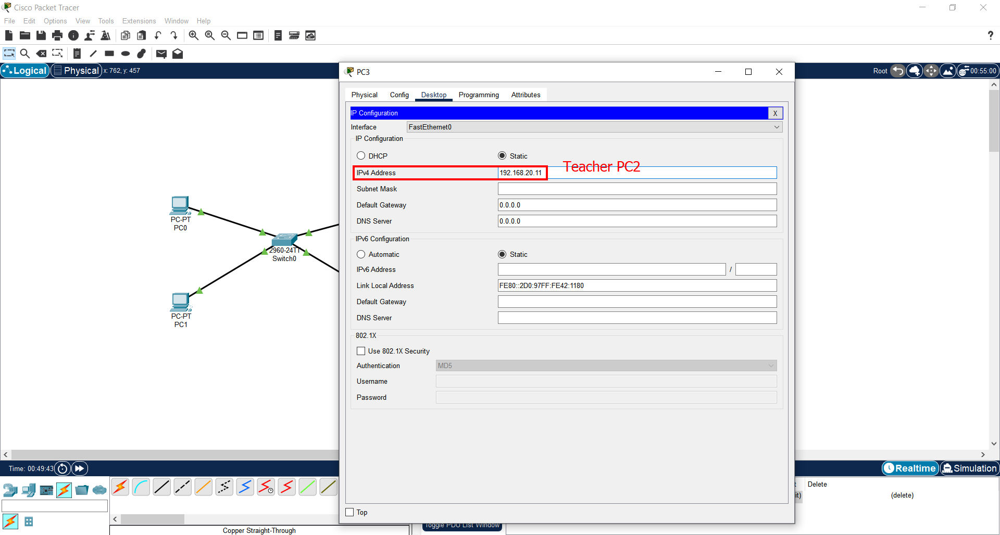 Cisco Packet Tracer
File Edit Options View Tools Extensions Window Help
?
Logical Physical x: 762, y: 457
Root 00:55:00
PC-PT
PC0
2960-24TT
Switch0
PC-PT
PC1
PC3
Physical Config Desktop Programming Attributes
IP Configuration X
Interface FastEthernet0
IP Configuration
DHCP Static
Teacher PC2
IPv4 Address 192.168.20.11
Subnet Mask
Default Gateway 0.0.0.0
DNS Server 0.0.0.0
IPv6 Configuration
Automatic Static
IPv6 Address /
Link Local Address FE80::2D0:97FF:FE42:1180
Default Gateway
DNS Server
802.1X
Use 802.1X Security
Authentication MD5
Username
Password
Top
Time: 00:49:43
Realtime Simulation
t Delete
it) (delete)
Toggle PDU List Window
Copper Straight-Through